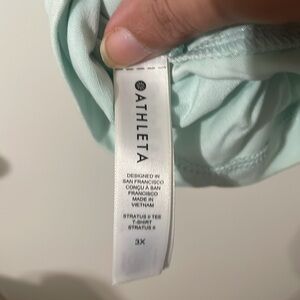 ATHLETA
DESIGNED IN
SAN FRANCISCO
CONÇU A SAN
FRANCISCO
MADE IN
VIETNAM
STRATUS II TEE
T-SHIRT
STRATUS II
3X